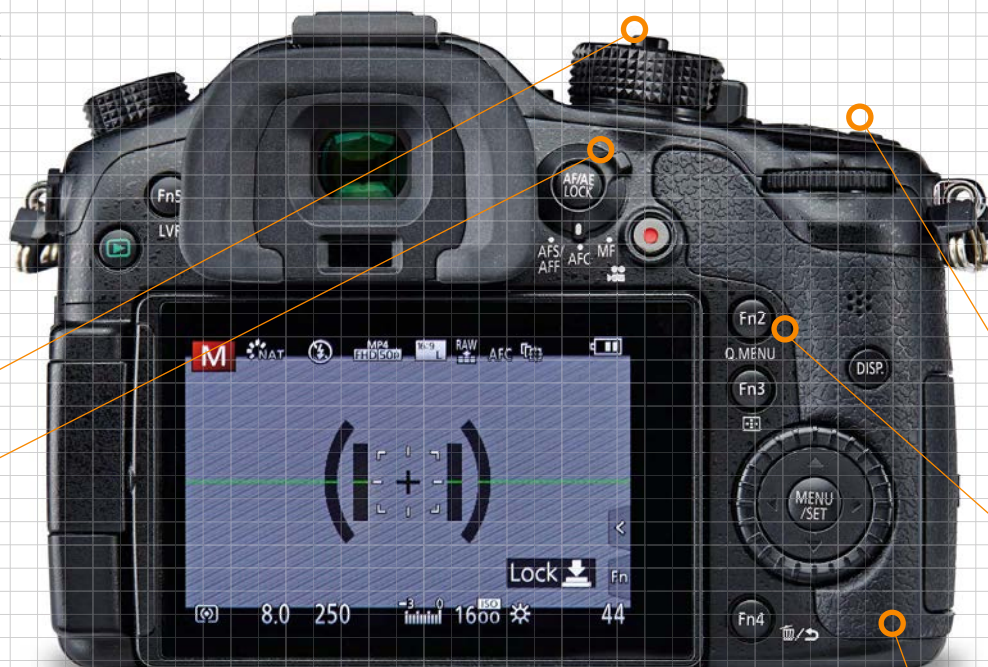 Fn5
LVF
AF/AE
LOCK
AFS/
AFF
AFC
MF
Fn2
Q.MENU
Fn3
DISP.
MENU
/SET
Fn4
M
NAT
MP4
FHD 50p
16:9
L
RAW
AFC
Lock
Fn
8.0
250
-3
0
ISO
1600
44